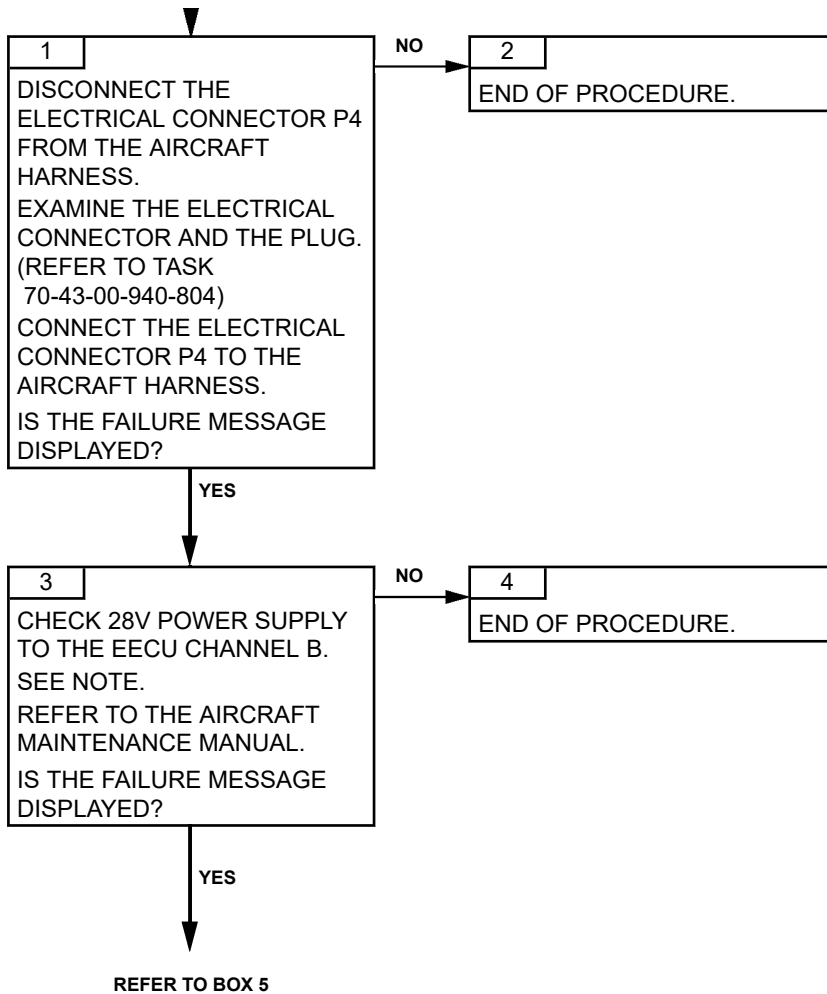 1
DISCONNECT THE
ELECTRICAL CONNECTOR P4
FROM THE AIRCRAFT
HARNESS.
EXAMINE THE ELECTRICAL
CONNECTOR AND THE PLUG.
(REFER TO TASK
70-43-00-940-804)
CONNECT THE ELECTRICAL
CONNECTOR P4 TO THE
AIRCRAFT HARNESS.
IS THE FAILURE MESSAGE
DISPLAYED?
NO
2
END OF PROCEDURE.
YES
3
CHECK 28V POWER SUPPLY
TO THE EECU CHANNEL B.
SEE NOTE.
REFER TO THE AIRCRAFT
MAINTENANCE MANUAL.
IS THE FAILURE MESSAGE
DISPLAYED?
NO
4
END OF PROCEDURE.
YES
REFER TO BOX 5